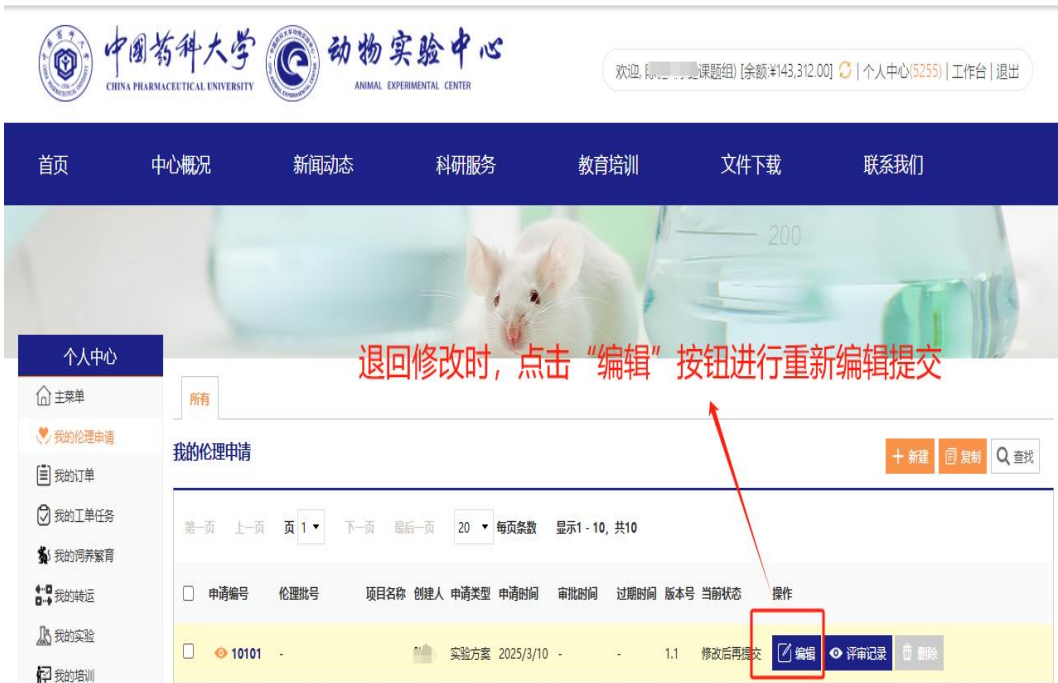 中國药科大学
CHINA PHARMACEUTICAL UNIVERSITY
动物实验中心
ANIMAL EXPERIMENTAL CENTER
欢迎, 课题组) [余额:¥143,312.00] | 个人中心(5255) | 工作台 | 退出
首页 中心概况 新闻动态 科研服务 教育培训 文件下载 联系我们
200
个人中心
退回修改时，点击“编辑”按钮进行重新编辑提交
主菜单
所有
我的伦理申请
我的伦理申请
新建 复制 查找
我的订单
我的工单任务
第一页 上一页 页 1 下一页 最后一页 20 每页条数 显示1 - 10, 共10
我的饲养繁育
我的转运
申请编号 伦理批号 项目名称 创建人 申请类型 申请时间 审批时间 过期时间 版本号 当前状态 操作
我的实验
10101 - 实验方案 2025/3/10 - - 1.1 修改后再提交 编辑 评审记录 删除
我的培训